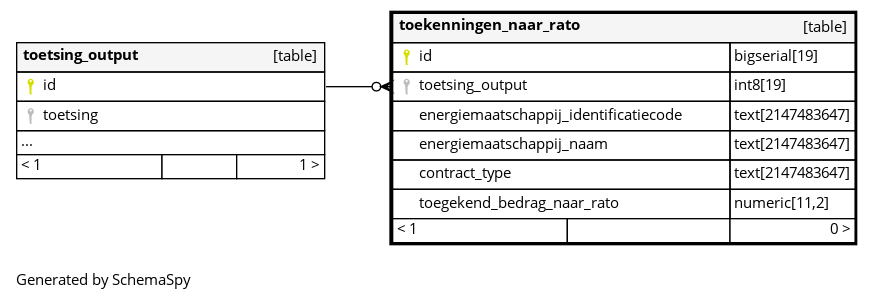 toetsing_output [table]
id
toetsing
...
< 1 1 >
toekenningen_naar_rato [table]
id bigserial[19]
toetsing_output int8[19]
energiemaatschappij_identificatiecode text[2147483647]
energiemaatschappij_naam text[2147483647]
contract_type text[2147483647]
toegekend_bedrag_naar_rato numeric[11,2]
< 1 0 >
Generated by SchemaSpy